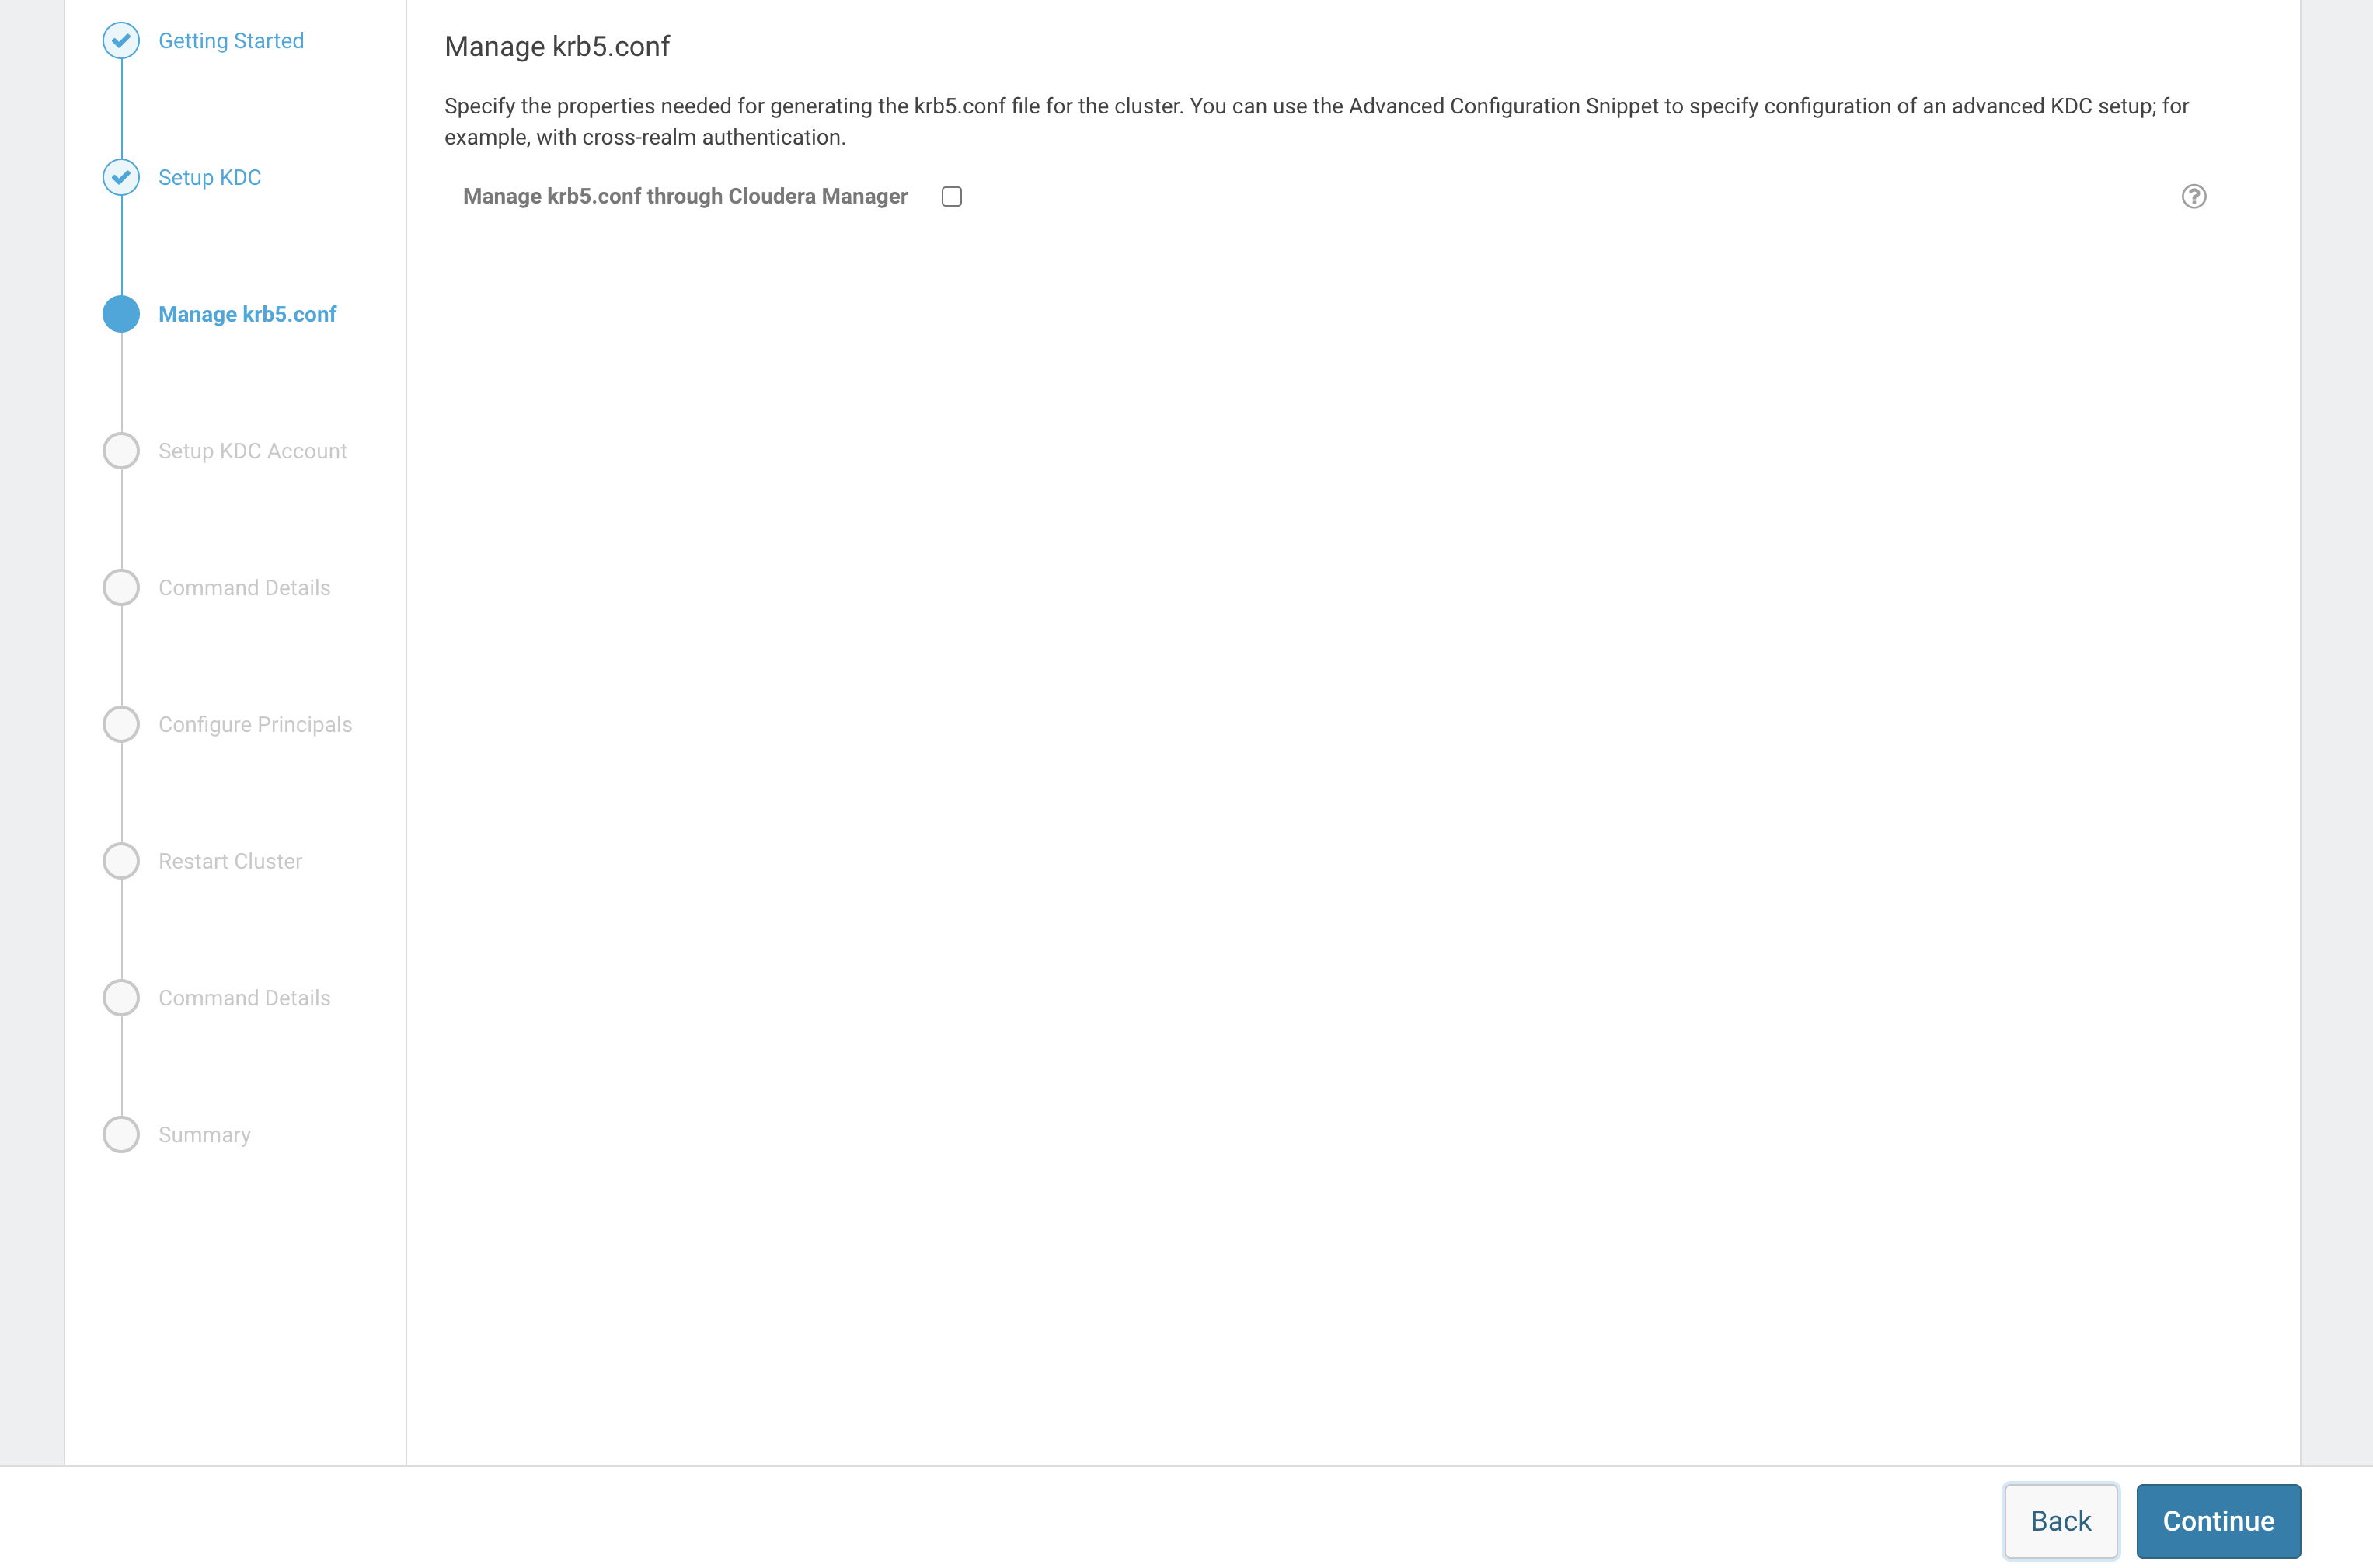 Getting Started
Setup KDC
Manage krb5.conf
Setup KDC Account
Command Details
Configure Principals
Restart Cluster
Command Details
Summary
Manage krb5.conf
Specify the properties needed for generating the krb5.conf file for the cluster. You can use the Advanced Configuration Snippet to specify configuration of an advanced KDC setup; for
example, with cross-realm authentication.
Manage krb5.conf through Cloudera Manager
?
Back
Continue